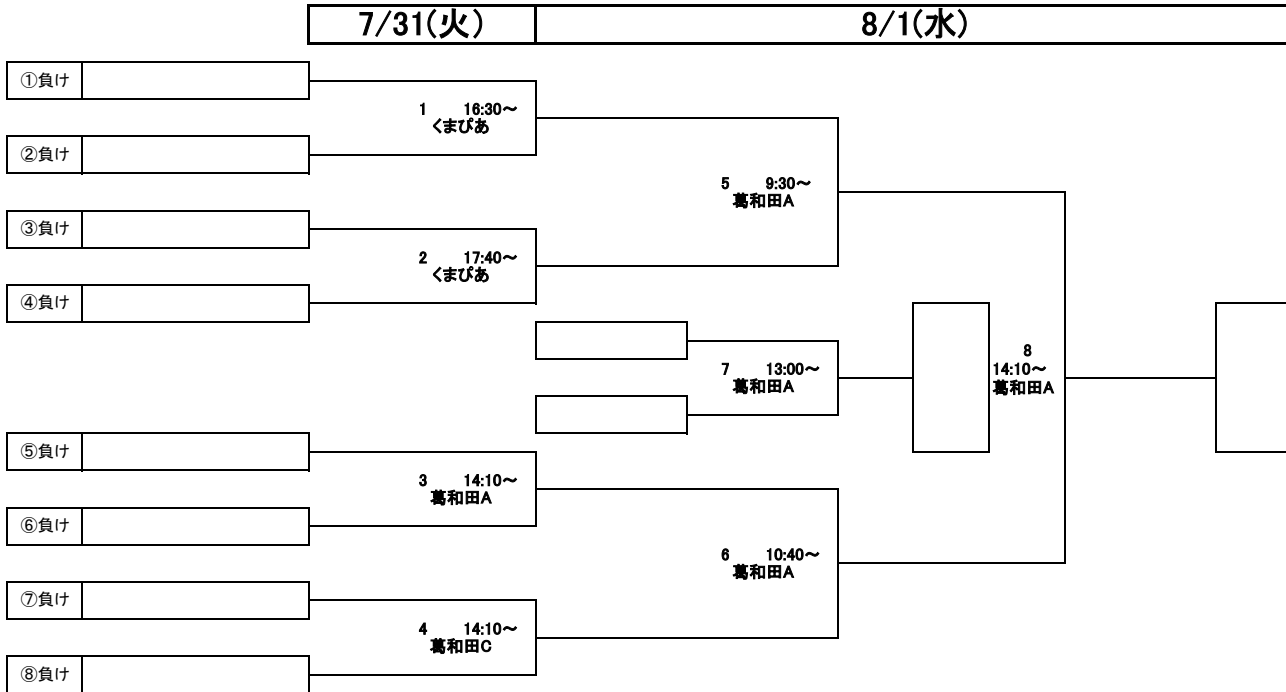 7/31(火) 8/1(水)
①負け
1 16:30～
くまぴあ
②負け
5 9:30～
葛和田A
③負け
2 17:40～
くまぴあ
④負け
7 13:00～
葛和田A
8
14:10～
葛和田A
⑤負け
3 14:10～
葛和田A
⑥負け
6 10:40～
葛和田A
⑦負け
4 14:10～
葛和田C
⑧負け